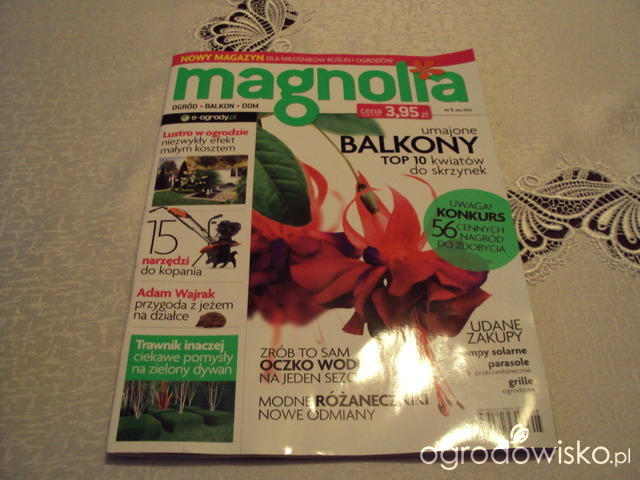 NOWY MAGAZYN DLA MIŁOŚNIKÓW ROŚLIN I OGRODÓW
magnolia
OGRÓD • BALKON • DOM
cena 3,95 zł
e-ogrody.pl
Lustro w ogrodzie
niezwykły efekt
małym kosztem
15
narzędzi
do kopania
Adam Wajrak
przygoda z jeżem
na działce
Trawnik inaczej
ciekawe pomysły
na zielony dywan
umajone
BALKONY
TOP 10 kwiatów
do skrzynek
UWAGA!
KONKURS
56 CENNYCH
NAGRÓD
DO ZDOBYCIA
UDANE
ZAKUPY
lampy solarne
parasole
przeciwsłoneczne
grille
ogrodowe
ZRÓB TO SAM
OCZKO WOD
NA JEDEN SEZO
MODNE RÓŻANECZNIKI
NOWE ODMIANY
ogrodowisko.pl